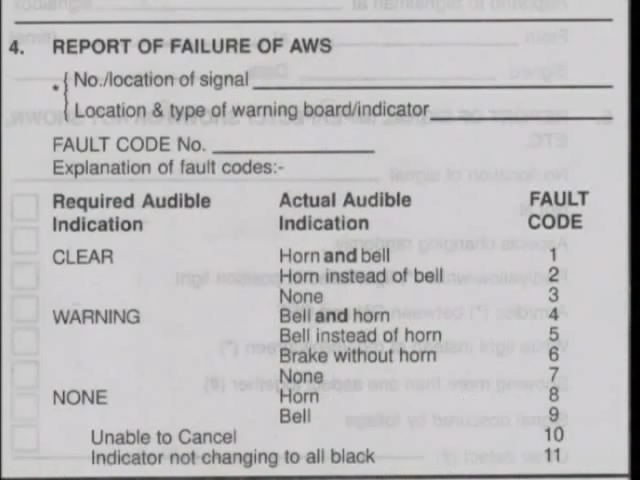 4. REPORT OF FAILURE OF AWS
* { No./location of signal
Location & type of warning board/indicator
FAULT CODE No.
Explanation of fault codes:-
Required Audible Indication Actual Audible Indication FAULT CODE
CLEAR Horn and bell 1
Horn instead of bell 2
None 3
WARNING Bell and horn 4
Bell instead of horn 5
Brake without horn 6
None 7
NONE Horn 8
Bell 9
Unable to Cancel 10
Indicator not changing to all black 11